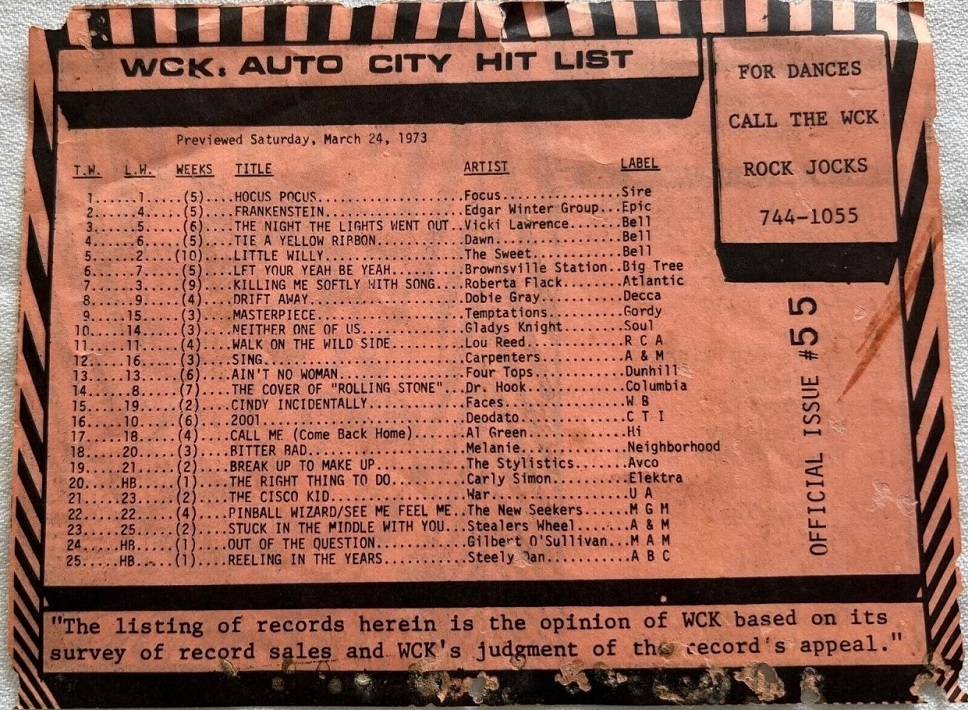 WCK. AUTO CITY HIT LIST
FOR DANCES
CALL THE WCK
ROCK JOCKS
744-1055
Previewed Saturday, March 24, 1973
T.W. L.W. WEEKS TITLE ARTIST LABEL
1......1.....(5)...HOCUS POCUS...................Focus...............Sire
2......4.....(5)...FRANKENSTEIN..................Edgar Winter Group...Epic
3......5.....(6)...THE NIGHT THE LIGHTS WENT OUT..Vicki Lawrence.......Bell
4......6.....(5)...TIE A YELLOW RIBBON...........Dawn................Bell
5......2....(10)...LITTLE WILLY..................The Sweet...........Bell
6......7.....(5)...LET YOUR YEAH BE YEAH.........Brownsville Station..Big Tree
7......3.....(9)...KILLING ME SOFTLY WITH SONG....Roberta Flack........Atlantic
8......9.....(4)...DRIFT AWAY....................Dobie Gray..........Decca
9.....15.....(3)...MASTERPIECE...................Temptations.........Gordy
10.....14.....(3)...NEITHER ONE OF US.............Gladys Knight........Soul
11.....11.....(4)...WALK ON THE WILD SIDE.........Lou Reed............R C A
12.....16.....(3)...SING..........................Carpenters..........A & M
13.....13.....(6)...AIN'T NO WOMAN................Four Tops...........Dunhill
14......8.....(7)...THE COVER OF "ROLLING STONE"...Dr. Hook............Columbia
15.....19.....(2)...CINDY INCIDENTALLY............Faces...............W B
16.....10.....(6)...2001..........................Deodato.............C T I
17.....18.....(4)...CALL ME (Come Back Home)......Al Green............Hi
18.....20.....(3)...BITTER BAD....................Melanie.............Neighborhood
19.....21.....(2)...BREAK UP TO MAKE UP...........The Stylistics.......Avco
20.....HB.....(1)...THE RIGHT THING TO DO.........Carly Simon..........Elektra
21.....23.....(2)...THE CISCO KID.................War.................U A
22.....22.....(4)...PINBALL WIZARD/SEE ME FEEL ME..The New Seekers......M G M
23.....25.....(2)...STUCK IN THE MIDDLE WITH YOU...Stealers Wheel.......A & M
24.....HB.....(1)...OUT OF THE QUESTION...........Gilbert O'Sullivan...M A M
25.....HB.....(1)...REELING IN THE YEARS..........Steely Dan..........A B C
OFFICIAL ISSUE #55
"The listing of records herein is the opinion of WCK based on its
survey of record sales and WCK's judgment of the record's appeal."